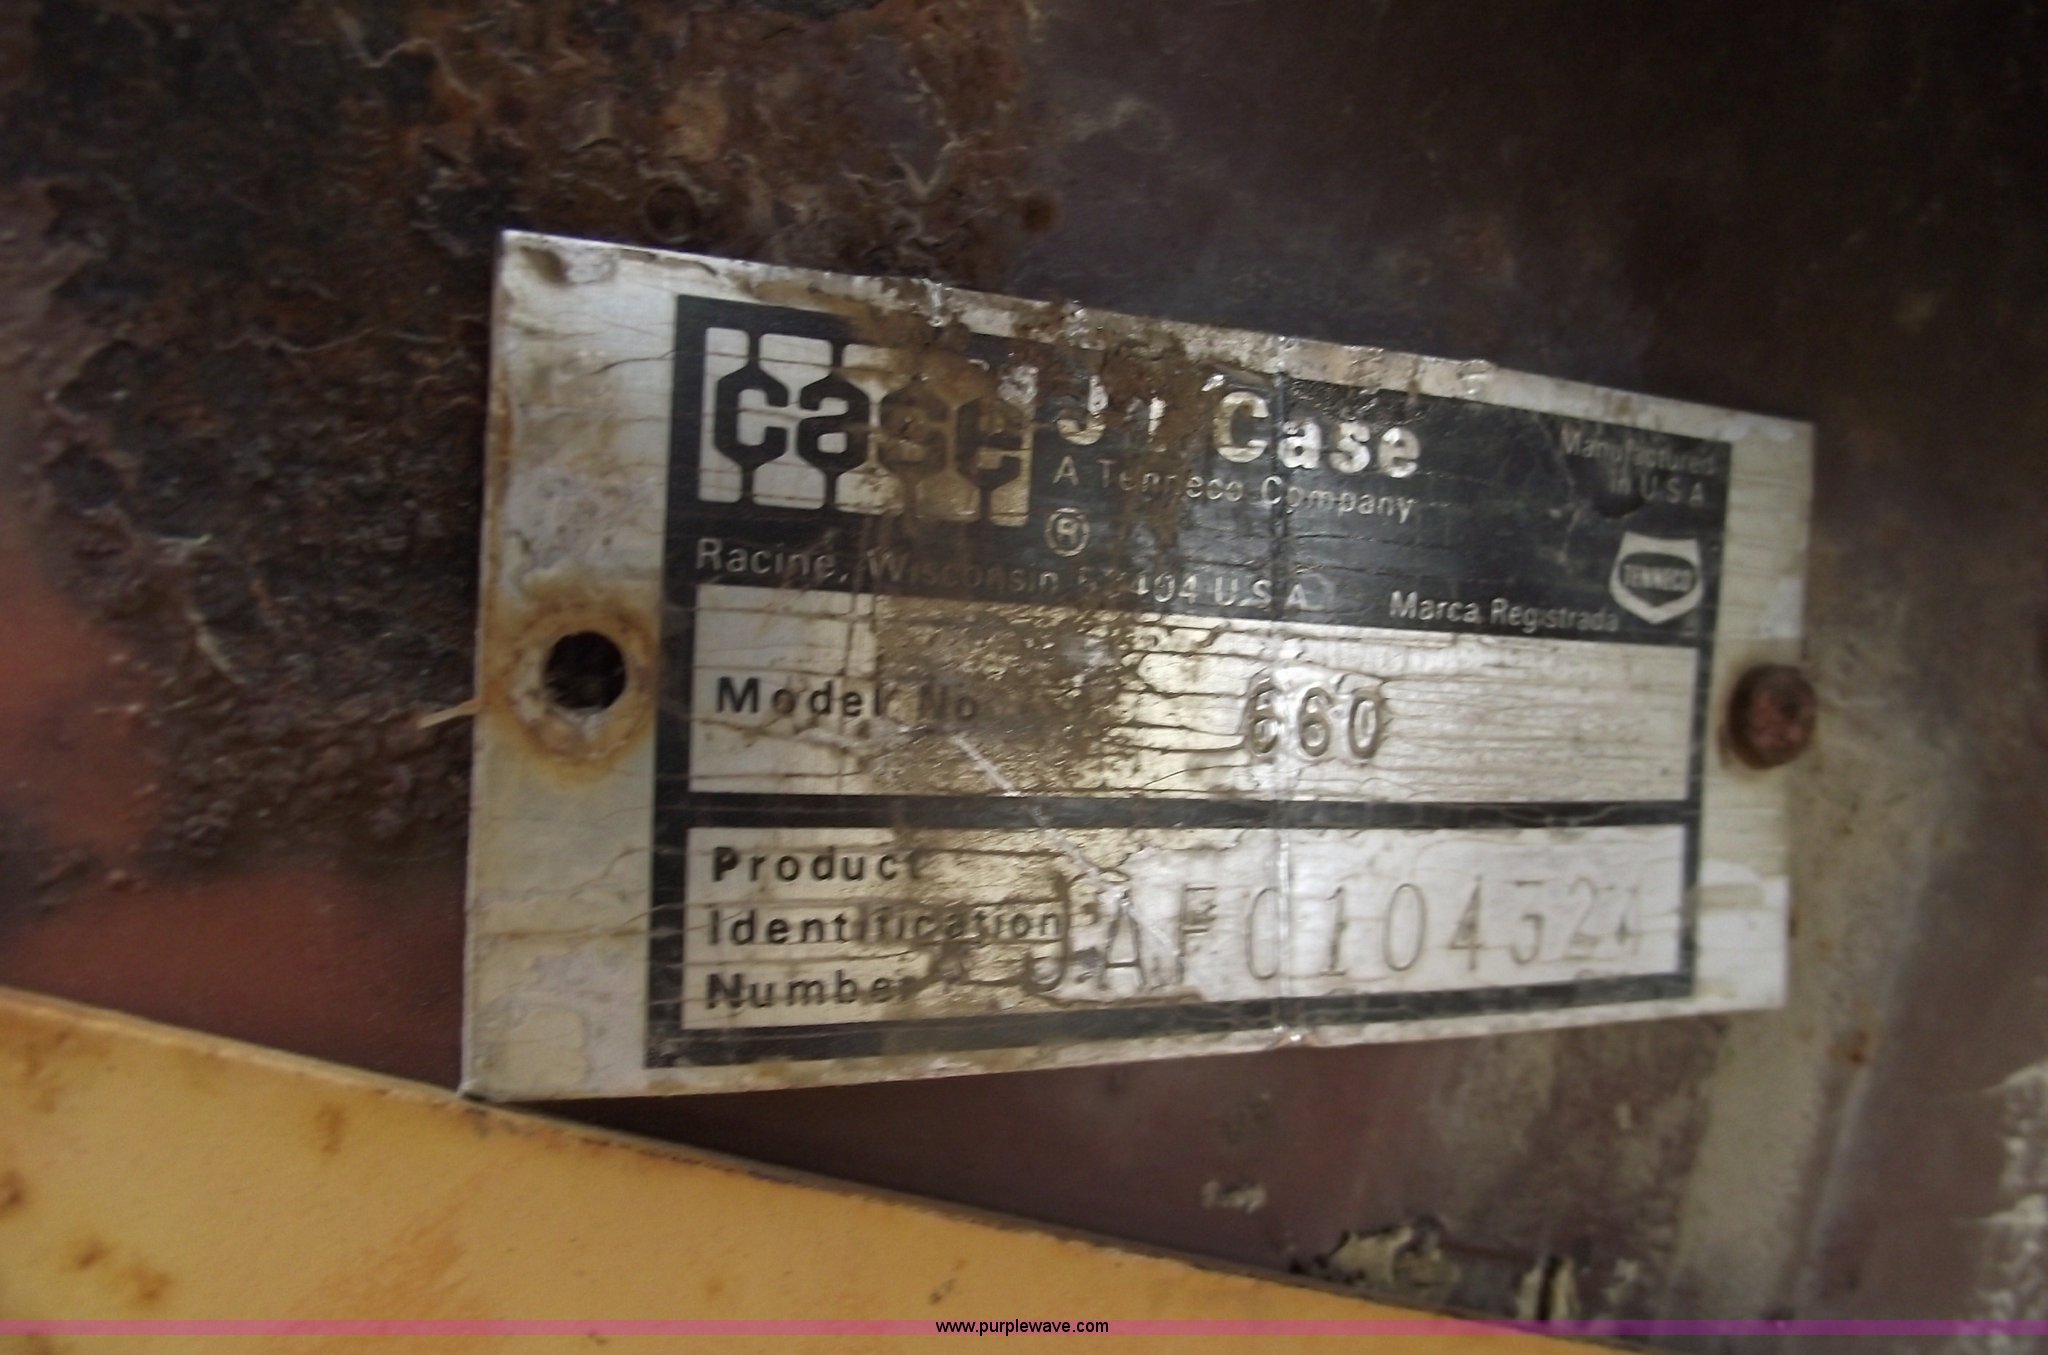 case J I Case
A Tenneco Company
Manufactured
in U.S.A.
®
Racine, Wisconsin 53404 U.S.A.
Marca Registrada
TENNECO
Model No. 660
Product
Identification
Number
www.purplewave.com